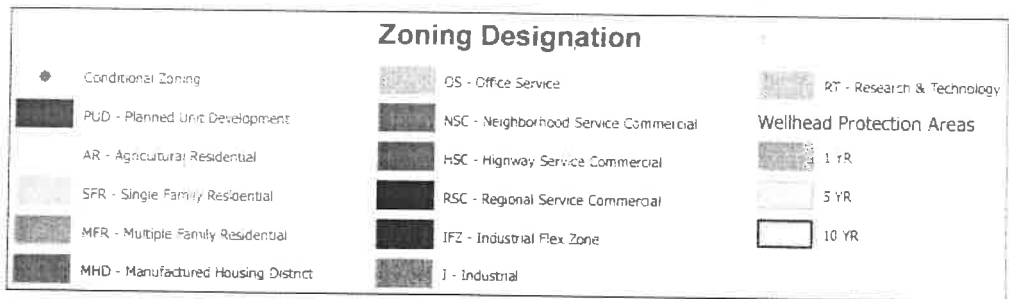 Zoning Designation
Conditional Zoning
PUD - Planned Unit Development
AR - Agricultural Residential
SFR - Single Family Residential
MFR - Multiple Family Residential
MHD - Manufactured Housing District
OS - Office Service
NSC - Neighborhood Service Commercial
HSC - Highway Service Commercial
RSC - Regional Service Commercial
IFZ - Industrial Flex Zone
I - Industrial
RT - Research & Technology
Wellhead Protection Areas
1 YR
5 YR
10 YR